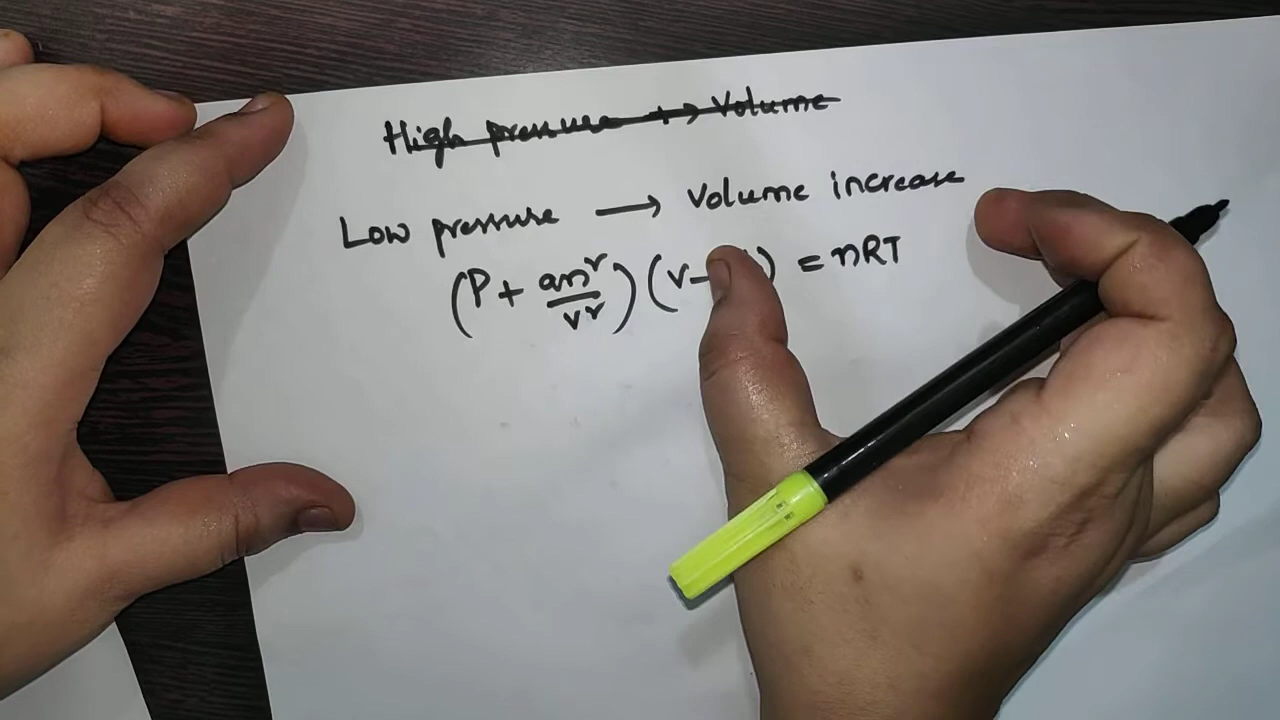 High pressure → Volume
Low pressure → Volume increase
(P + an²/v²)(v- ) = nRT